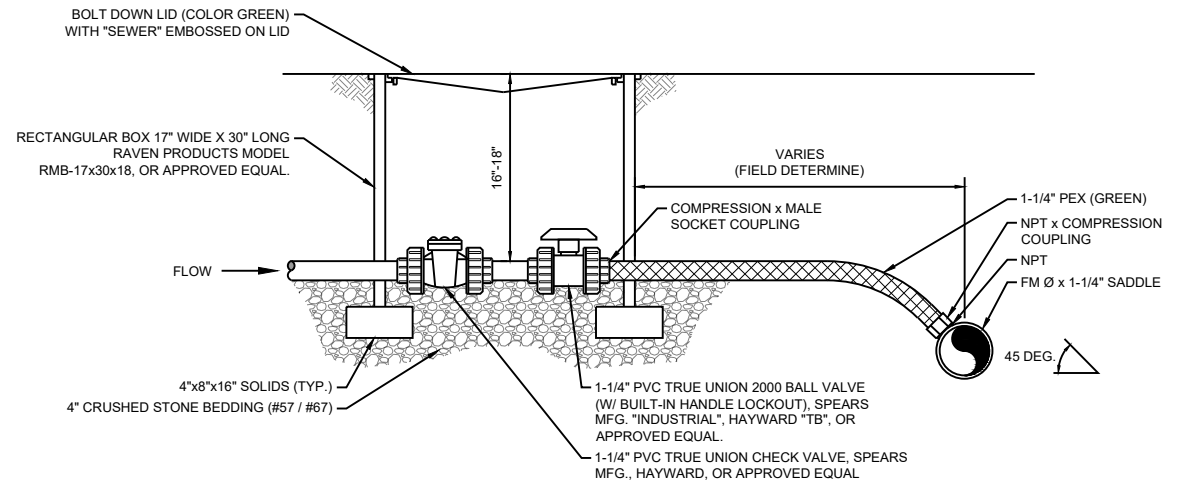 BOLT DOWN LID (COLOR GREEN)
WITH "SEWER" EMBOSSED ON LID
RECTANGULAR BOX 17" WIDE X 30" LONG
RAVEN PRODUCTS MODEL
RMB-17x30x18, OR APPROVED EQUAL.
16"-18"
VARIES
(FIELD DETERMINE)
COMPRESSION x MALE
SOCKET COUPLING
1-1/4" PEX (GREEN)
NPT x COMPRESSION
COUPLING
NPT
FM Ø x 1-1/4" SADDLE
FLOW
45 DEG.
4"x8"x16" SOLIDS (TYP.)
4" CRUSHED STONE BEDDING (#57 / #67)
1-1/4" PVC TRUE UNION 2000 BALL VALVE
(W/ BUILT-IN HANDLE LOCKOUT), SPEARS
MFG. "INDUSTRIAL", HAYWARD "TB", OR
APPROVED EQUAL.
1-1/4" PVC TRUE UNION CHECK VALVE, SPEARS
MFG., HAYWARD, OR APPROVED EQUAL